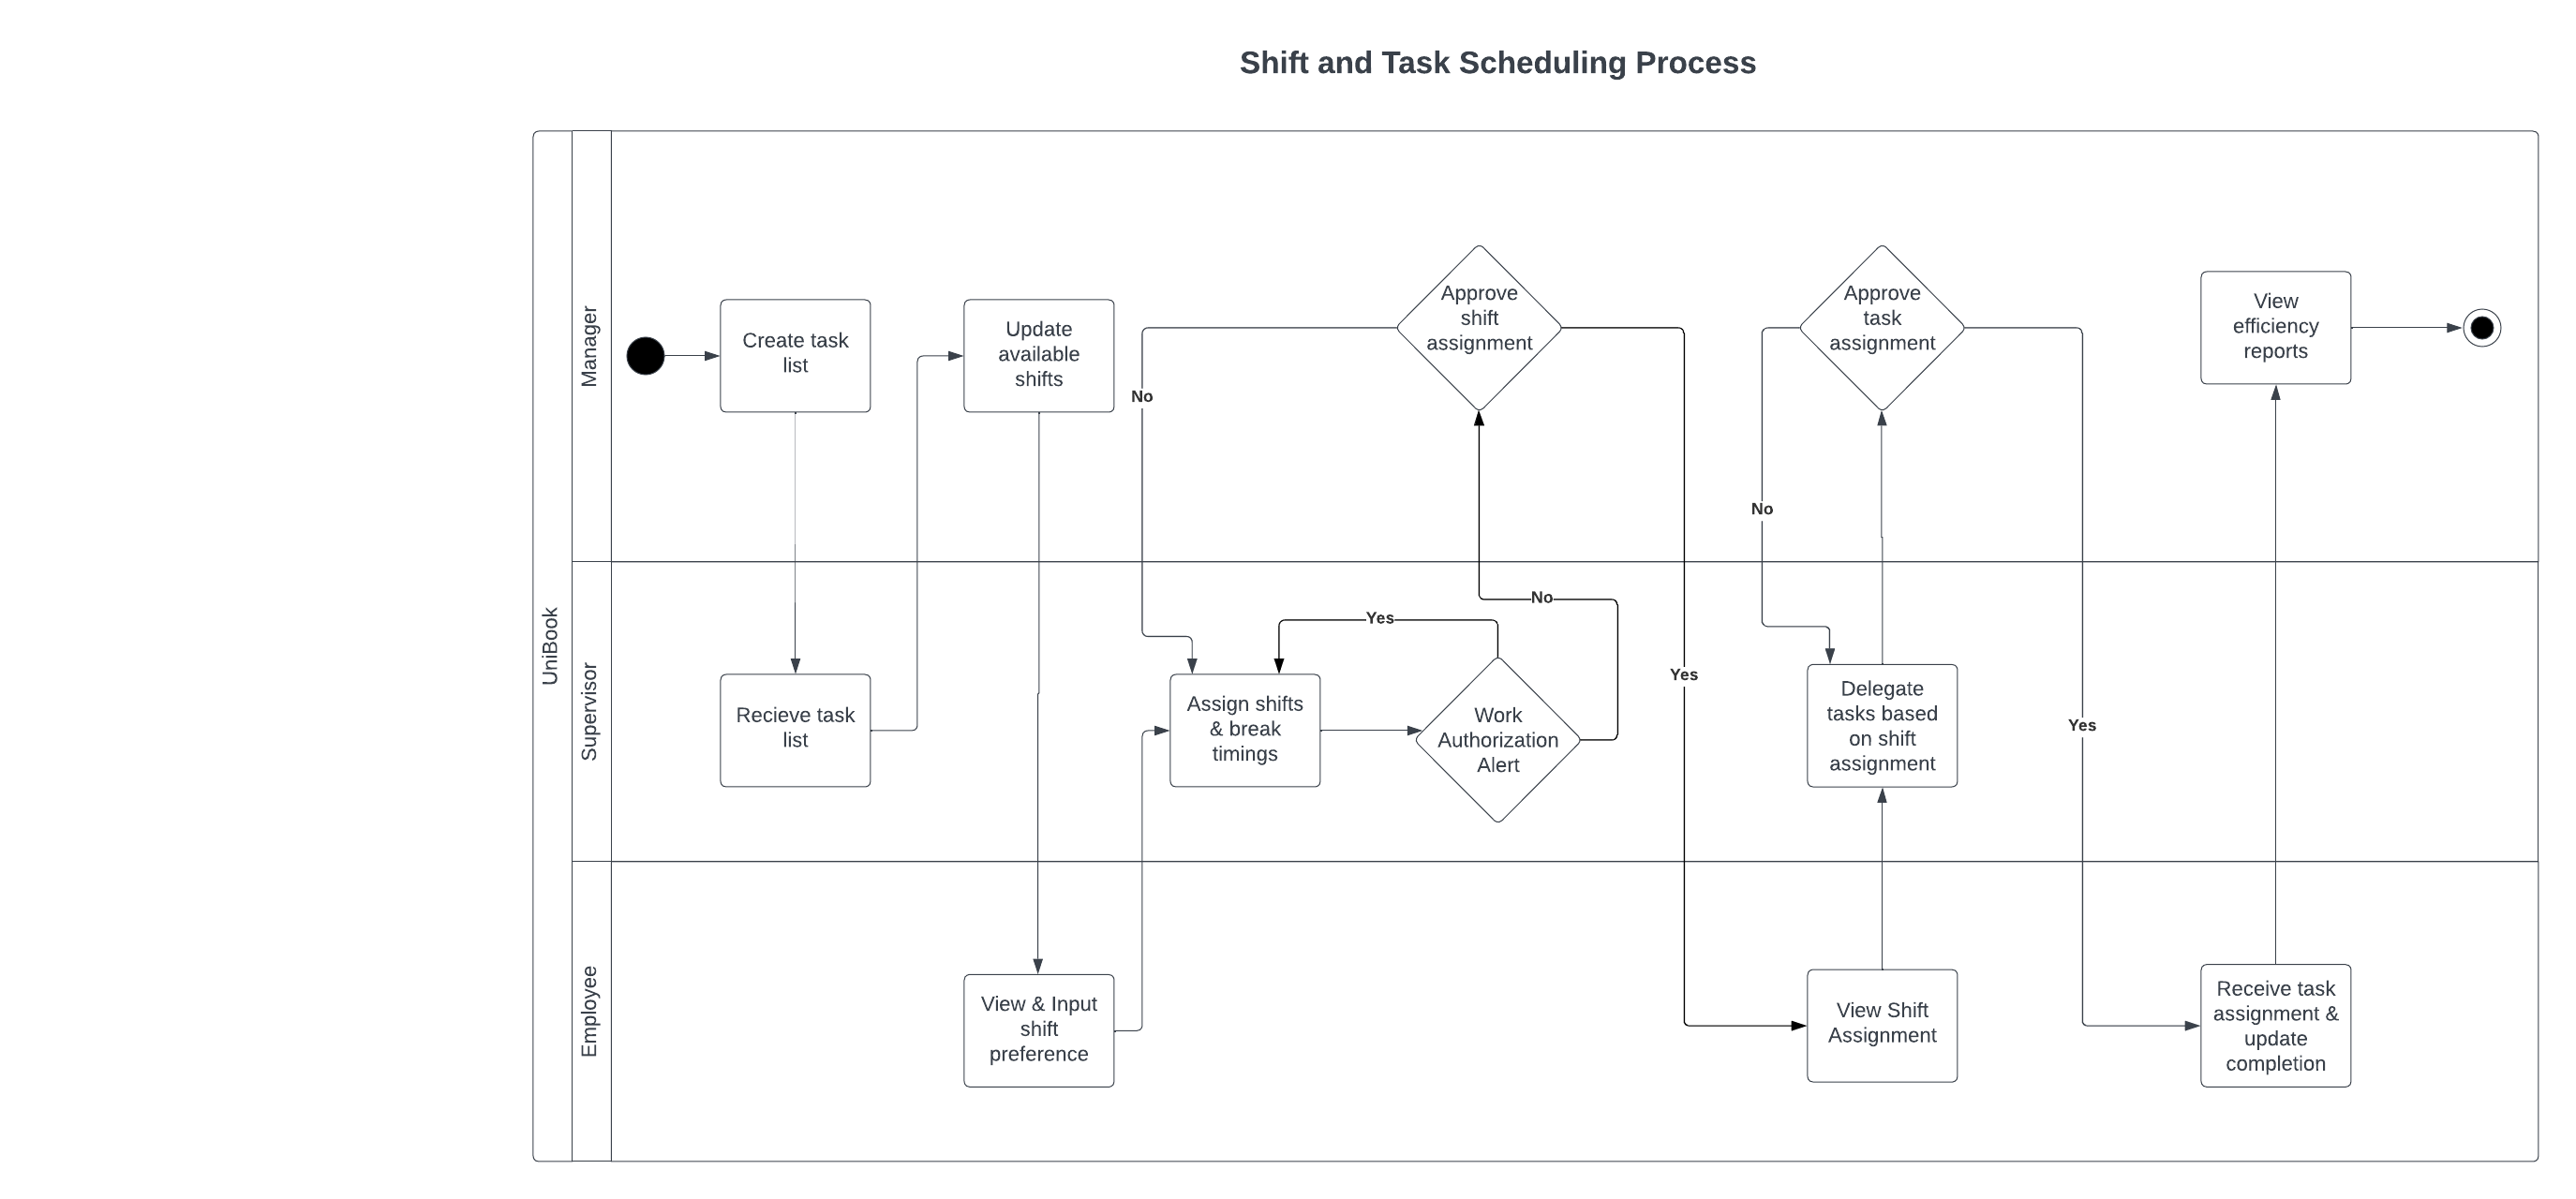 Shift and Task Scheduling Process
UniBook
Manager
Create task
list
Update
available
shifts
No
Approve
shift
assignment
Approve
task
assignment
No
View
efficiency
reports
Supervisor
Recieve task
list
Assign shifts
& break
timings
Yes
No
Work
Authorization
Alert
Yes
Delegate
tasks based
on shift
assignment
Yes
Employee
View & Input
shift
preference
View Shift
Assignment
Receive task
assignment &
update
completion